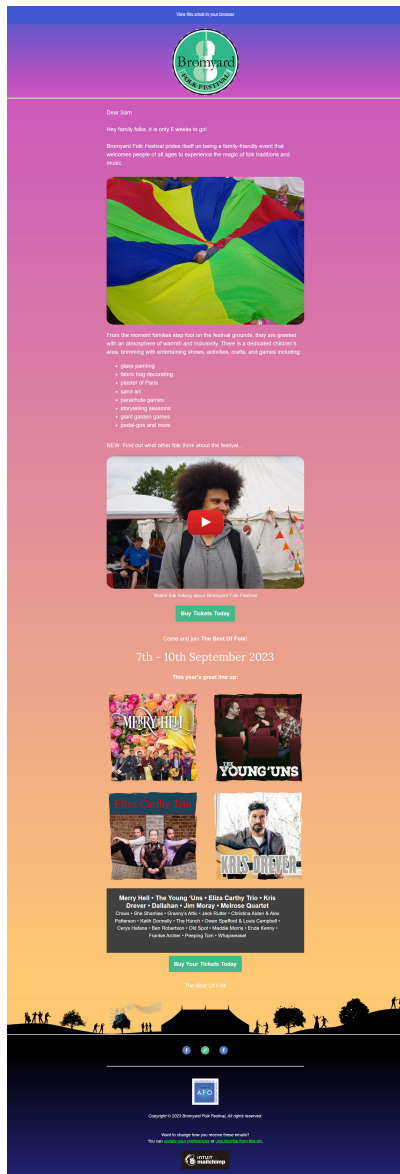 View this email in your browser
Bromyard
FOLK FESTIVAL
Dear Sam
Hey family folks, it is only 6 weeks to go!
Bromyard Folk Festival prides itself on being a family-friendly event that
welcomes people of all ages to experience the magic of folk traditions and
music.
From the moment families step foot on the festival grounds, they are greeted
with an atmosphere of warmth and inclusivity. There is a dedicated children's
area, brimming with entertaining shows, activities, crafts, and games including:
• glass painting
• fabric bag decorating
• plaster of Paris
• sand art
• parachute games
• storytelling sessions
• giant garden games
• pedal-gos and more.
NEW: Find out what other folk think about the festival...
Watch folk talking about Bromyard Folk Festival
Buy Tickets Today
Come and join The Best Of Folk!
7th - 10th September 2023
This year's great line up:
MERRY HELL
THE YOUNG'UNS
Eliza Carthy Trio
KRIS DREVER
Merry Hell • The Young 'Uns • Eliza Carthy Trio • Kris
Drever • Dallahan • Jim Moray • Melrose Quartet
Crows • She Shanties • Granny's Attic • Jack Rutter • Christina Alden & Alex
Patterson • Keith Donnelly • The Hunch • Owen Spafford & Louis Campbell •
Cerys Hafana • Ben Robertson • Old Spot • Maddie Morris • Enda Kenny •
Frankie Archer • Peeping Tom • Whapweasel
Buy Your Tickets Today
The Best Of Folk
AFO
Copyright © 2023 Bromyard Folk Festival, All rights reserved.
Want to change how you receive these emails?
You can update your preferences or unsubscribe from this list.
INTUIT
mailchimp